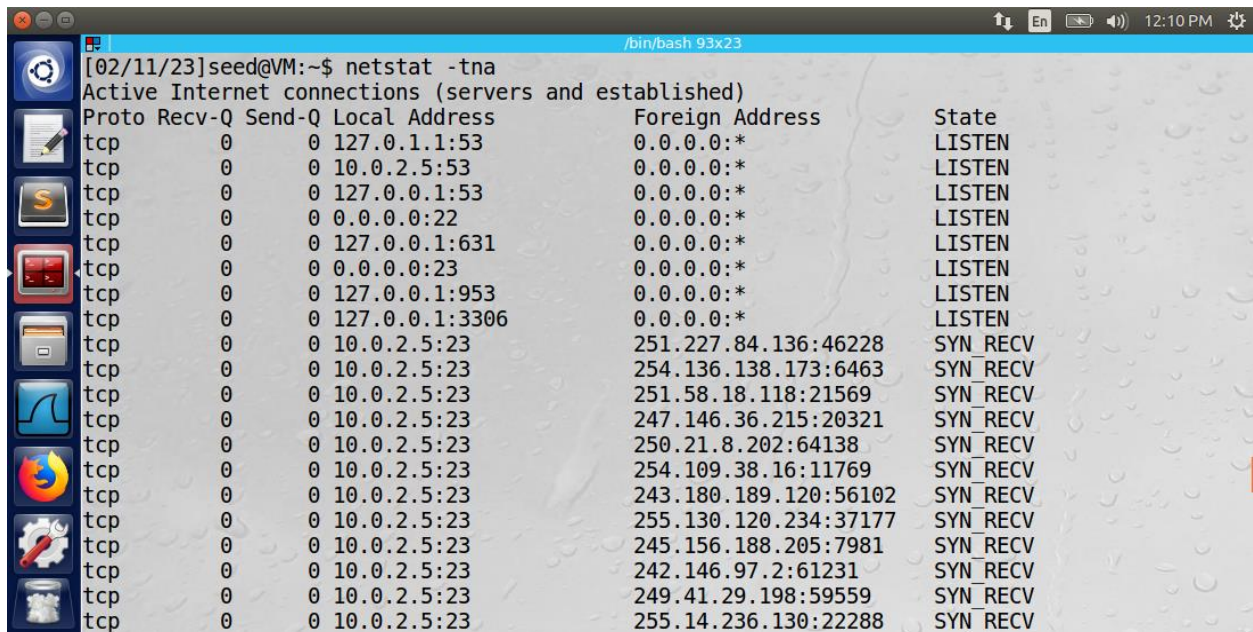 En 12:10 PM
/bin/bash 93x23
[02/11/23]seed@VM:~$ netstat -tna
Active Internet connections (servers and established)
Proto Recv-Q Send-Q Local Address Foreign Address State
tcp 0 0 127.0.1.1:53 0.0.0.0:* LISTEN
tcp 0 0 10.0.2.5:53 0.0.0.0:* LISTEN
tcp 0 0 127.0.0.1:53 0.0.0.0:* LISTEN
tcp 0 0 0.0.0.0:22 0.0.0.0:* LISTEN
tcp 0 0 127.0.0.1:631 0.0.0.0:* LISTEN
tcp 0 0 0.0.0.0:23 0.0.0.0:* LISTEN
tcp 0 0 127.0.0.1:953 0.0.0.0:* LISTEN
tcp 0 0 127.0.0.1:3306 0.0.0.0:* LISTEN
tcp 0 0 10.0.2.5:23 251.227.84.136:46228 SYN_RECV
tcp 0 0 10.0.2.5:23 254.136.138.173:6463 SYN_RECV
tcp 0 0 10.0.2.5:23 251.58.18.118:21569 SYN_RECV
tcp 0 0 10.0.2.5:23 247.146.36.215:20321 SYN_RECV
tcp 0 0 10.0.2.5:23 250.21.8.202:64138 SYN_RECV
tcp 0 0 10.0.2.5:23 254.109.38.16:11769 SYN_RECV
tcp 0 0 10.0.2.5:23 243.180.189.120:56102 SYN_RECV
tcp 0 0 10.0.2.5:23 255.130.120.234:37177 SYN_RECV
tcp 0 0 10.0.2.5:23 245.156.188.205:7981 SYN_RECV
tcp 0 0 10.0.2.5:23 242.146.97.2:61231 SYN_RECV
tcp 0 0 10.0.2.5:23 249.41.29.198:59559 SYN_RECV
tcp 0 0 10.0.2.5:23 255.14.236.130:22288 SYN_RECV